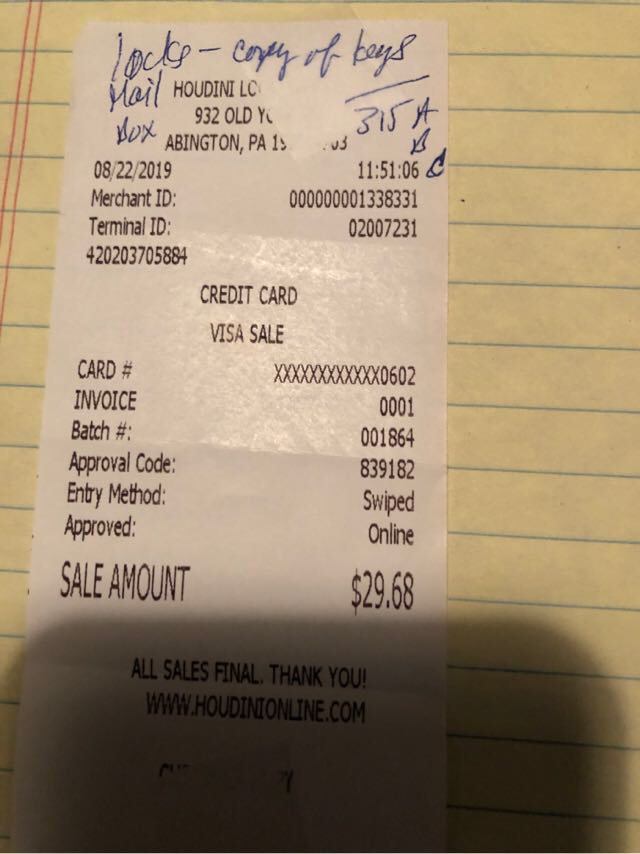 locks - copy of keys
Mail
Box
315 A
B
C
HOUDINI
932 OLD
ABINGTON, PA
08/22/2019 11:51:06
Merchant ID: 000000001338331
Terminal ID: 02007231
420203705884
CREDIT CARD
VISA SALE
CARD # XXXXXXXXXXXX0602
INVOICE 0001
Batch #: 001864
Approval Code: 839182
Entry Method: Swiped
Approved: Online
SALE AMOUNT $29.68
ALL SALES FINAL. THANK YOU!
WWW.HOUDINIONLINE.COM